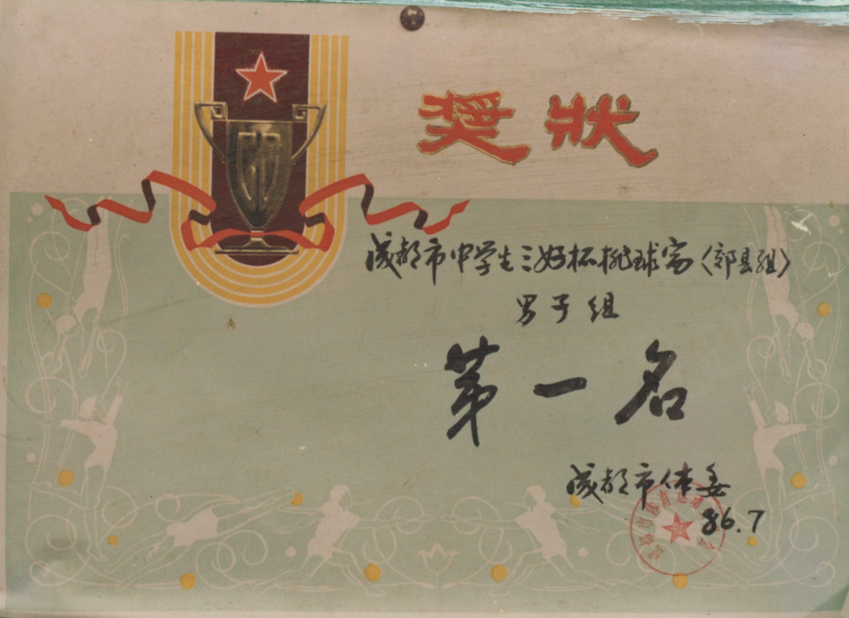 奖状
成都市中学生三好杯排球赛（郊县组）
男子组
第一名
成都市体委
86.7